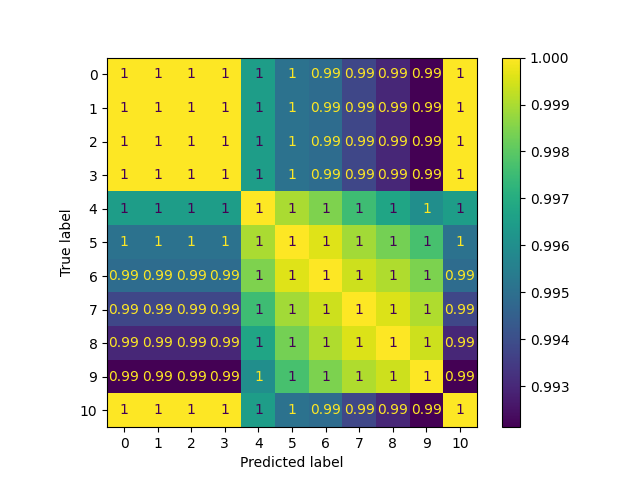 0 1 1 1 1 1 1 0.99 0.99 0.99 0.99 1 1.000
1 1 1 1 1 1 1 0.99 0.99 0.99 0.99 1 0.999
2 1 1 1 1 1 1 0.99 0.99 0.99 0.99 1 0.998
3 1 1 1 1 1 1 0.99 0.99 0.99 0.99 1 0.997
4 1 1 1 1 1 1 1 1 1 1 1
5 1 1 1 1 1 1 1 1 1 1 1 0.996
6 0.99 0.99 0.99 0.99 1 1 1 1 1 1 0.99 0.995
7 0.99 0.99 0.99 0.99 1 1 1 1 1 1 0.99 0.994
8 0.99 0.99 0.99 0.99 1 1 1 1 1 1 0.99
9 0.99 0.99 0.99 0.99 1 1 1 1 1 1 0.99 0.993
10 1 1 1 1 1 1 0.99 0.99 0.99 0.99 1
0 1 2 3 4 5 6 7 8 9 10
Predicted label
True label